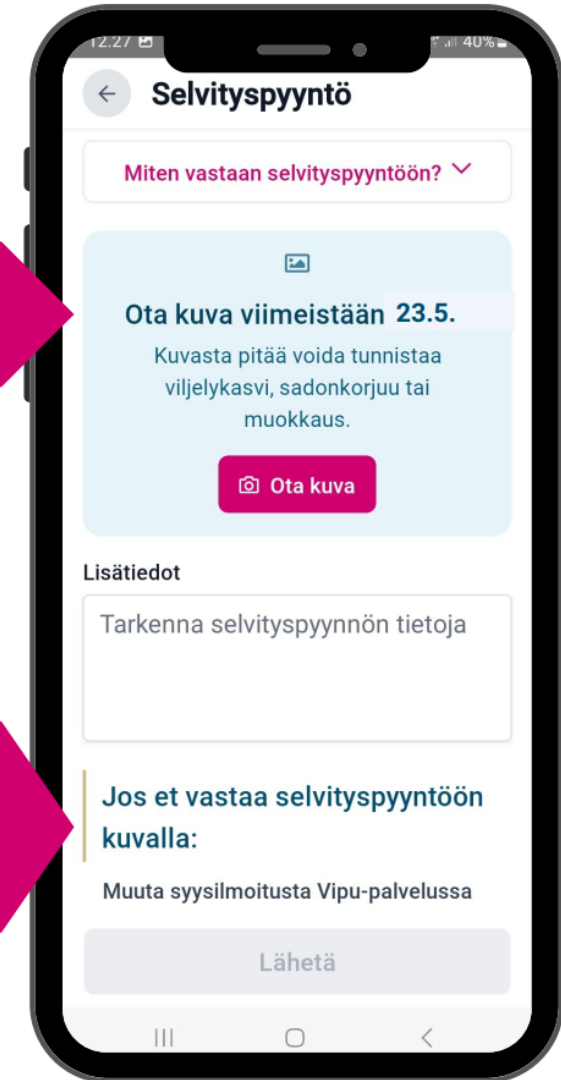 12.27 40%
Selvityspyyntö
Miten vastaan selvityspyyntöön?
Ota kuva viimeistään 23.5.
Kuvasta pitää voida tunnistaa
viljelykasvi, sadonkorjuu tai
muokkaus.
Ota kuva
Lisätiedot
Tarkenna selvityspyynnön tietoja
Jos et vastaa selvityspyyntöön
kuvalla:
Muuta syysilmoitusta Vipu-palvelussa
Lähetä